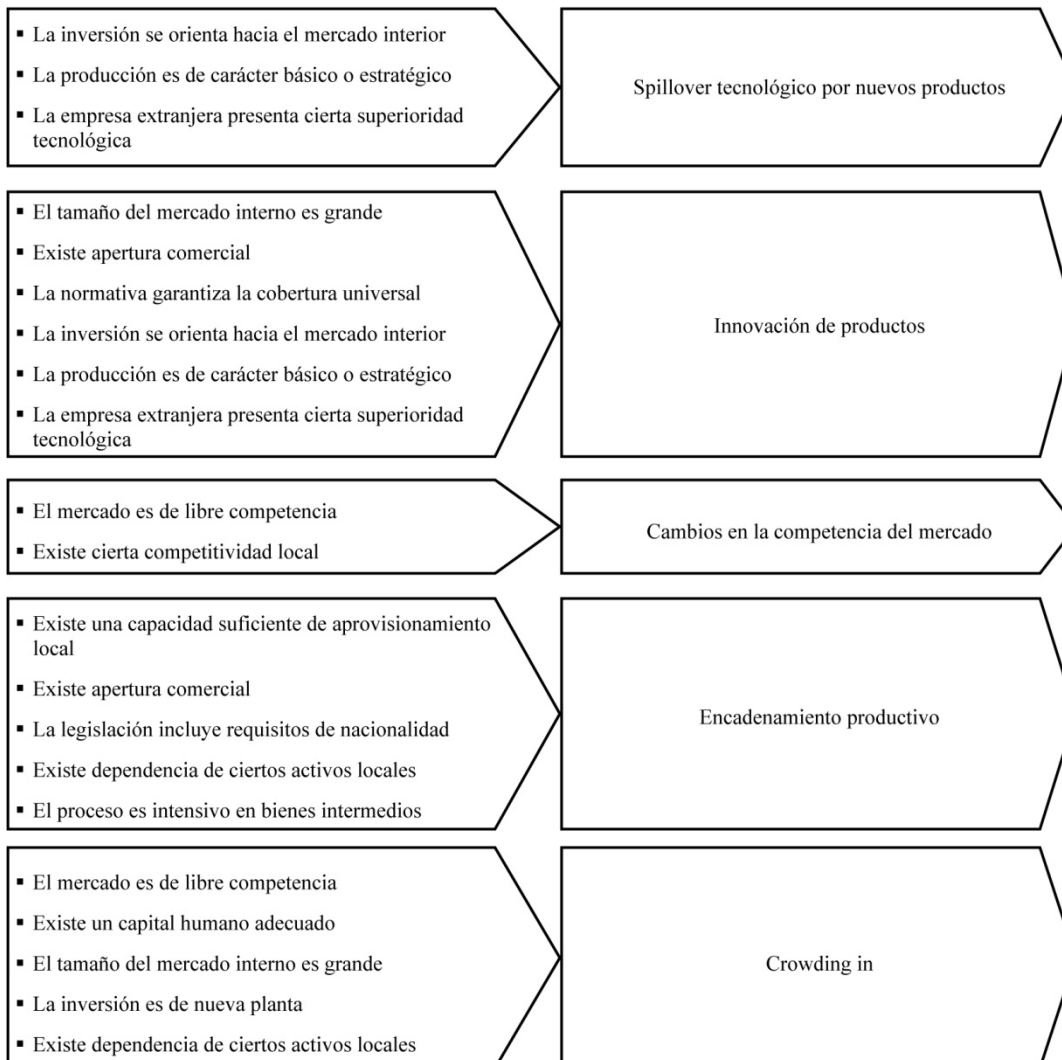 ▪ La inversión se orienta hacia el mercado interior
▪ La producción es de carácter básico o estratégico
▪ La empresa extranjera presenta cierta superioridad
tecnológica
Spillover tecnológico por nuevos productos
▪ El tamaño del mercado interno es grande
▪ Existe apertura comercial
▪ La normativa garantiza la cobertura universal
▪ La inversión se orienta hacia el mercado interior
▪ La producción es de carácter básico o estratégico
▪ La empresa extranjera presenta cierta superioridad
tecnológica
Innovación de productos
▪ El mercado es de libre competencia
▪ Existe cierta competitividad local
Cambios en la competencia del mercado
▪ Existe una capacidad suficiente de aprovisionamiento
local
▪ Existe apertura comercial
▪ La legislación incluye requisitos de nacionalidad
▪ Existe dependencia de ciertos activos locales
▪ El proceso es intensivo en bienes intermedios
Encadenamiento productivo
▪ El mercado es de libre competencia
▪ Existe un capital humano adecuado
▪ El tamaño del mercado interno es grande
▪ La inversión es de nueva planta
▪ Existe dependencia de ciertos activos locales
Crowding in